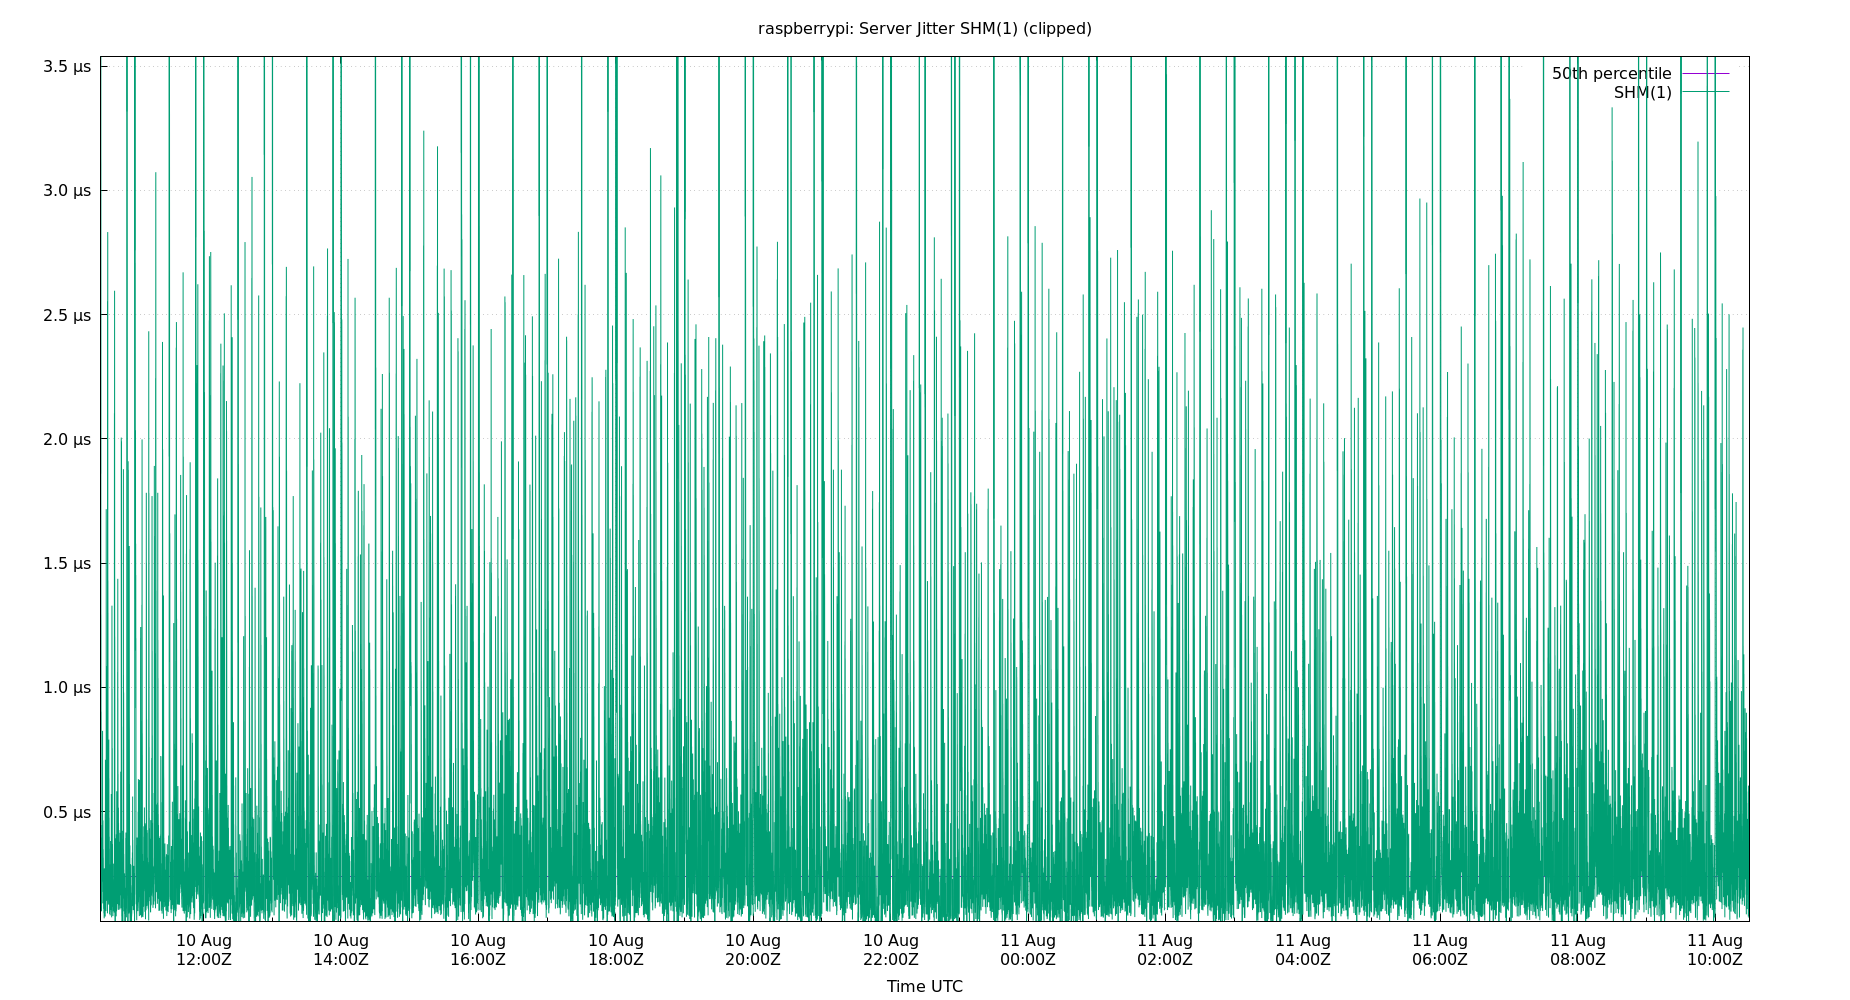 raspberrypi: Server Jitter SHM(1) (clipped)
3.5 µs
3.0 µs
2.5 µs
2.0 µs
1.5 µs
1.0 µs
0.5 µs
50th percentile
SHM(1)
10 Aug 10 Aug 10 Aug 10 Aug 10 Aug 10 Aug 11 Aug 11 Aug 11 Aug 11 Aug 11 Aug 11 Aug
12:00Z 14:00Z 16:00Z 18:00Z 20:00Z 22:00Z 00:00Z 02:00Z 04:00Z 06:00Z 08:00Z 10:00Z
Time UTC